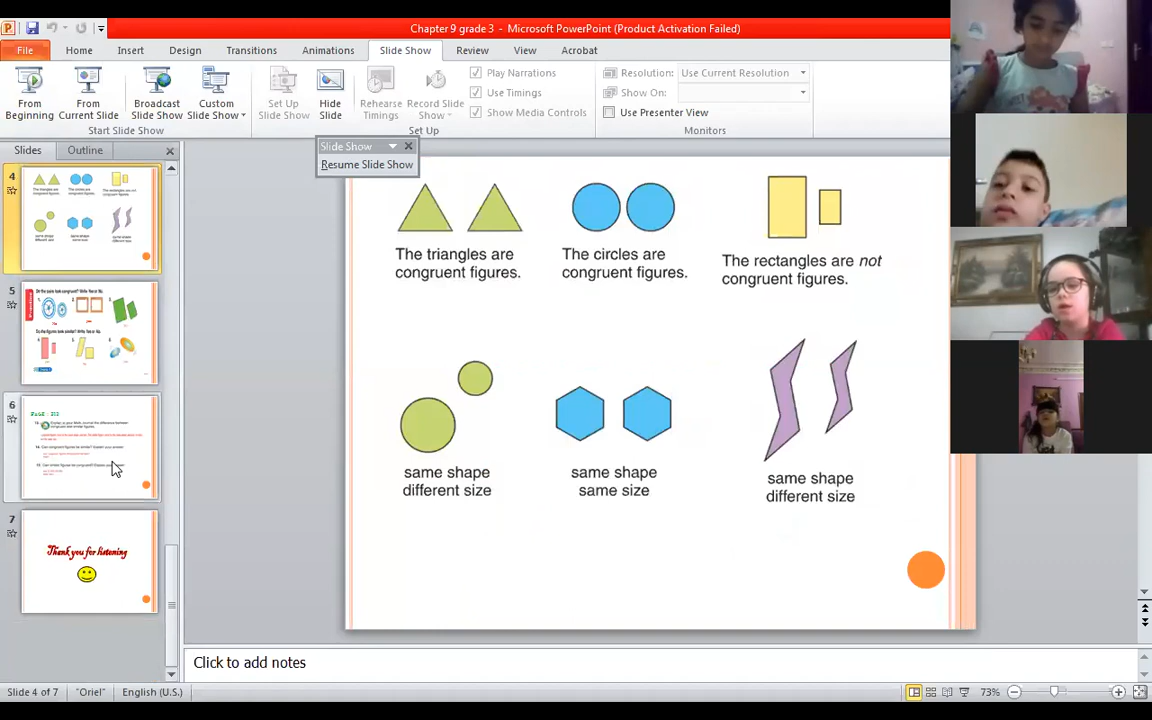 Chapter 9 grade 3 - Microsoft PowerPoint (Product Activation Failed)
File Home Insert Design Transitions Animations Slide Show Review View Acrobat
From Beginning
From Current Slide
Broadcast Slide Show
Custom Slide Show
Set Up Slide Show
Hide Slide
Rehearse Timings
Record Slide Show
Play Narrations
Use Timings
Show Media Controls
Resolution: Use Current Resolution
Show On:
Use Presenter View
Start Slide Show
Set Up
Monitors
Slide Show
Resume Slide Show
Slides Outline
4
5
6
7
Thank you for listening
The triangles are
congruent figures.
The circles are
congruent figures.
The rectangles are not
congruent figures.
same shape
different size
same shape
same size
same shape
different size
Click to add notes
Slide 4 of 7 "Oriel" English (U.S.) 73%